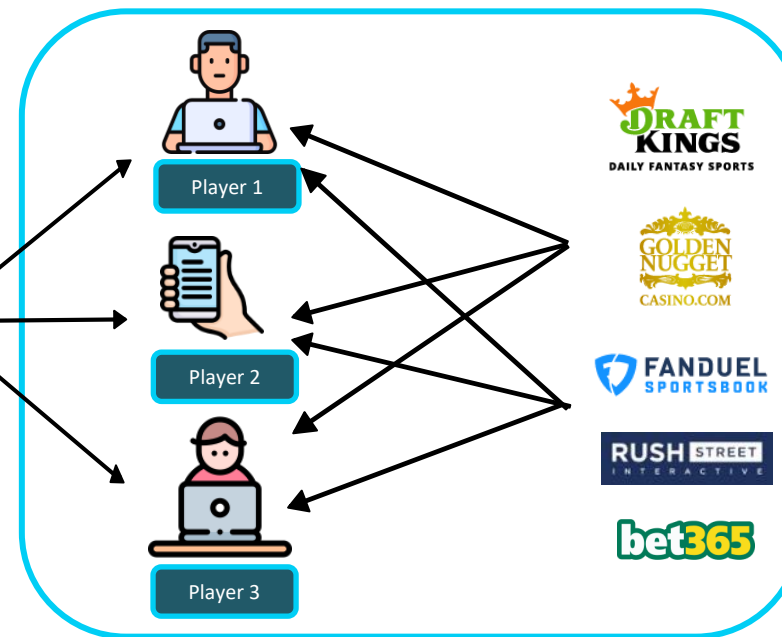 Player 1
Player 2
Player 3
DRAFT
KINGS
DAILY FANTASY SPORTS
GOLDEN
NUGGET
CASINO.COM
FANDUEL
SPORTSBOOK
RUSH STREET
INTERACTIVE
bet365